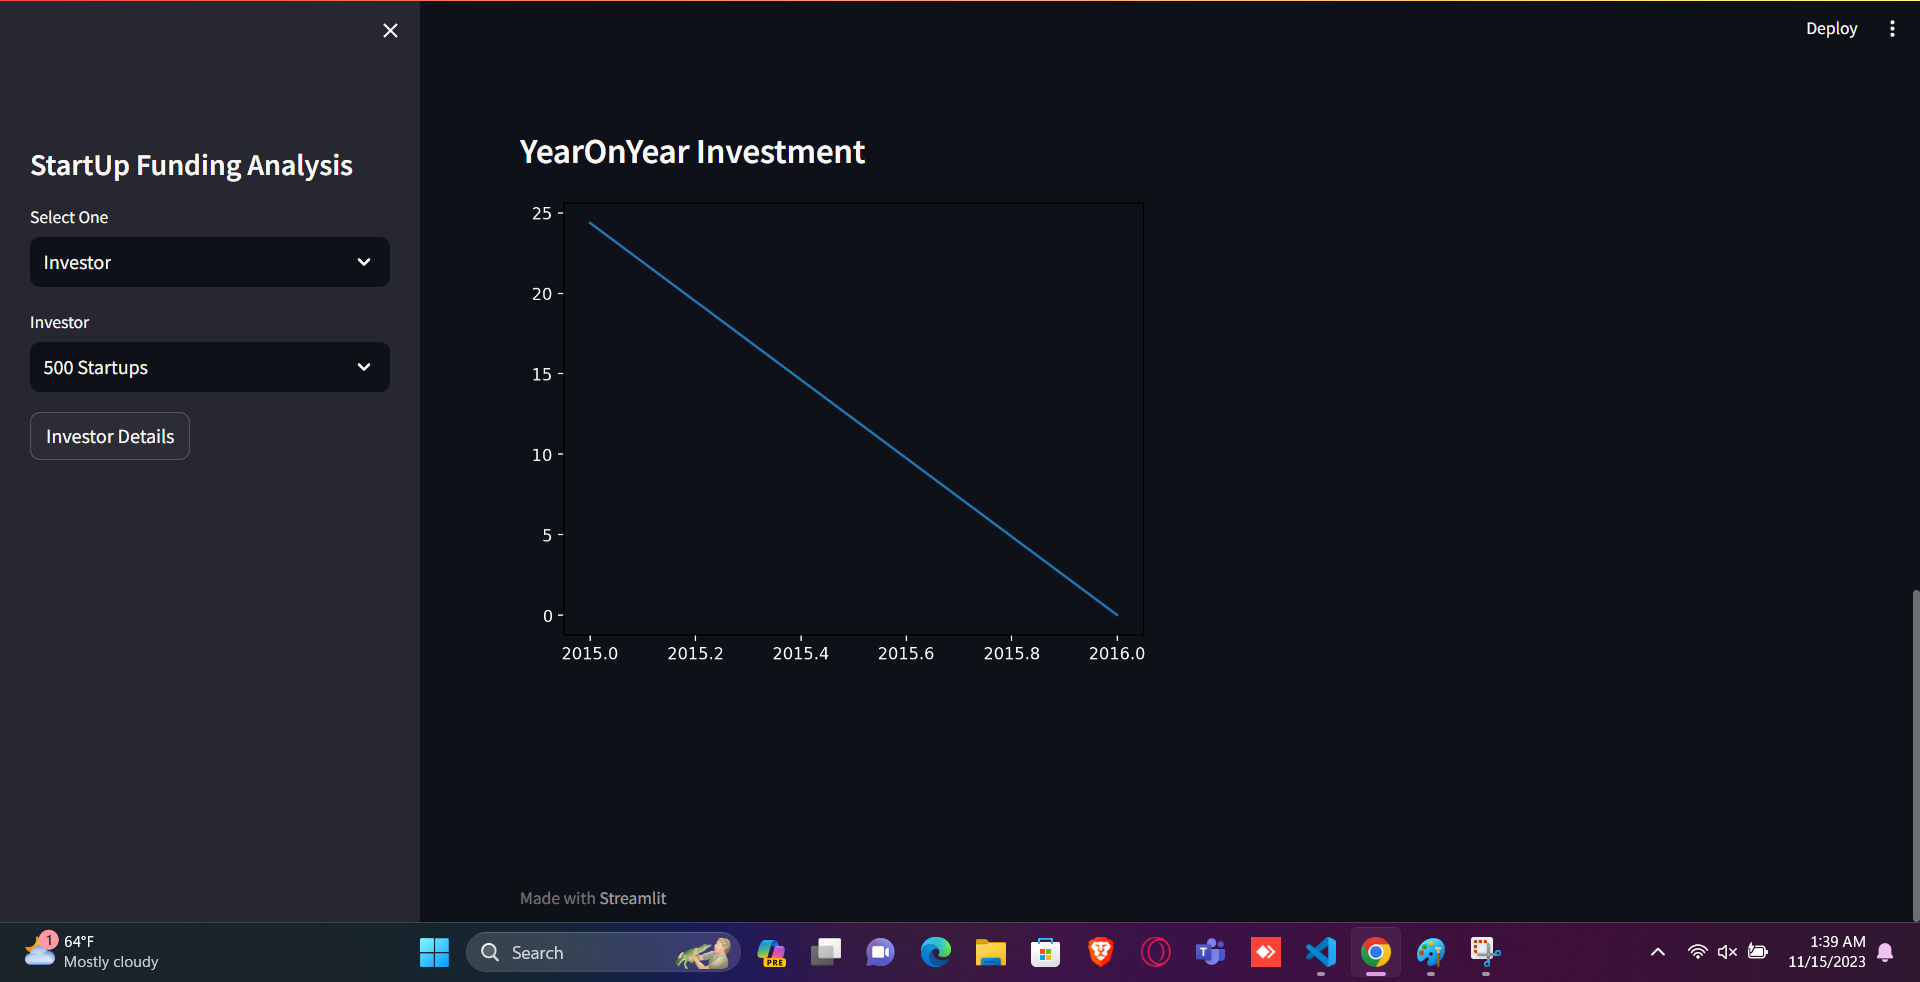 Deploy
StartUp Funding Analysis
Select One
Investor
Investor
500 Startups
Investor Details
YearOnYear Investment
25
20
15
10
5
0
2015.0 2015.2 2015.4 2015.6 2015.8 2016.0
Made with Streamlit
1
64°F
Mostly cloudy
Search
PRE
T
1:39 AM
11/15/2023